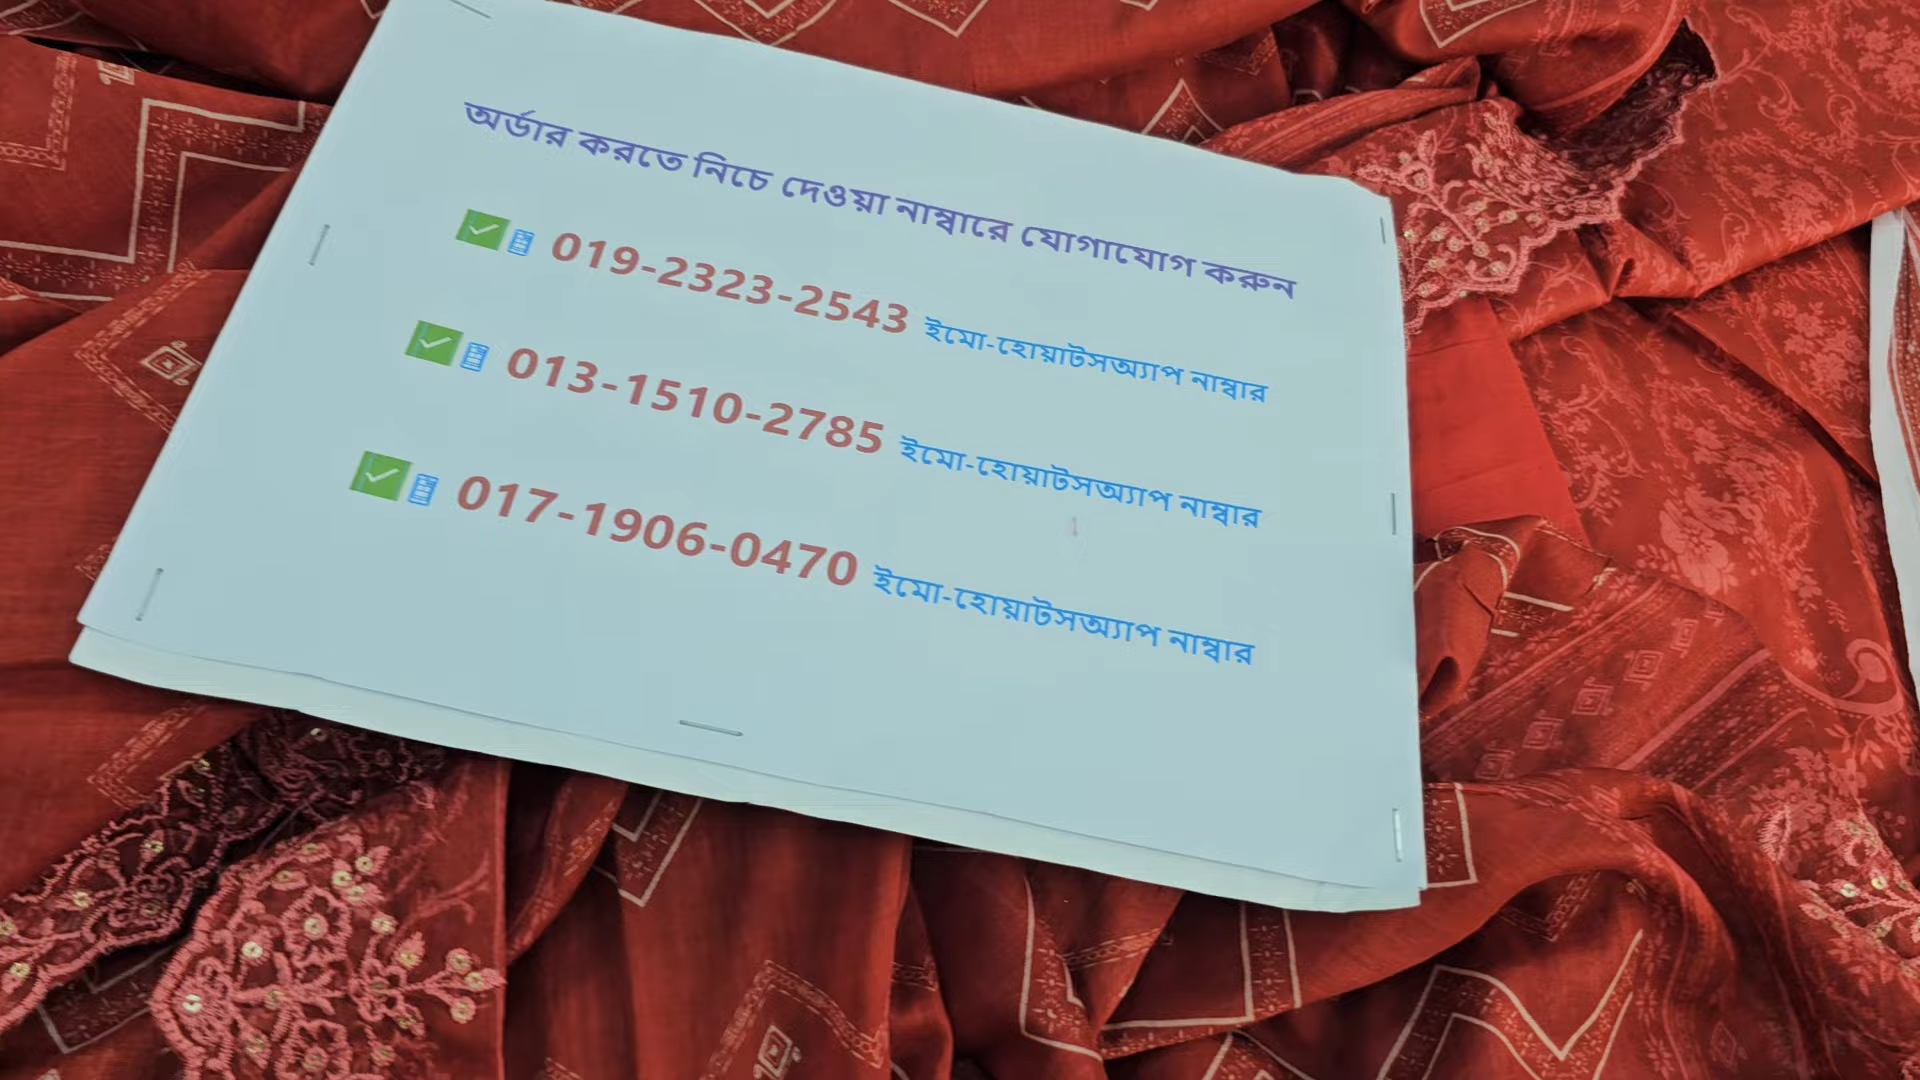 অর্ডার করতে নিচে দেওয়া নাম্বারে যোগাযোগ করুন
✅ 019-2323-2543 ইমো-হোয়াটসঅ্যাপ নাম্বার
✅ 013-1510-2785 ইমো-হোয়াটসঅ্যাপ নাম্বার
✅ 017-1906-0470 ইমো-হোয়াটসঅ্যাপ নাম্বার